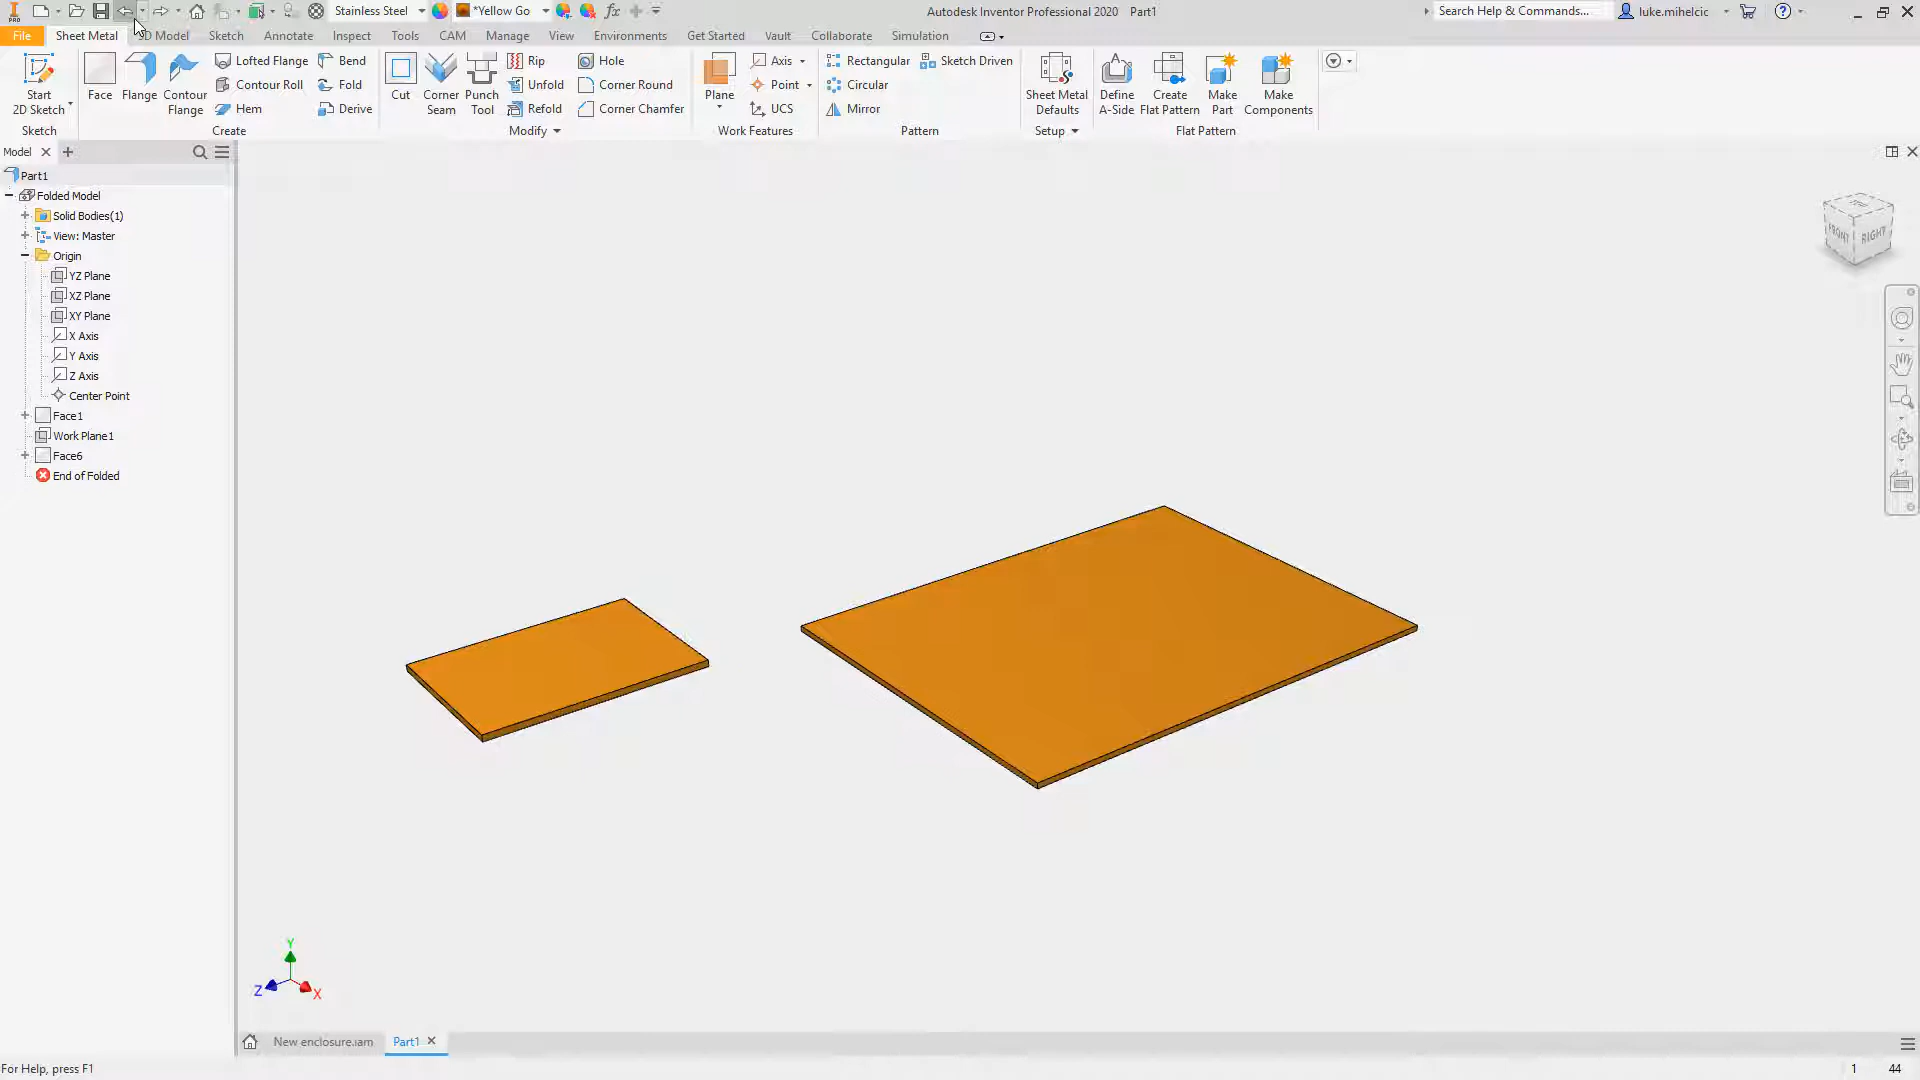 Stainless Steel
*Yellow Go
fx
Autodesk Inventor Professional 2020 Part1
Search Help & Commands...
luke.mihelcic
PRO
File
Sheet Metal
3D Model
Sketch
Annotate
Inspect
Tools
CAM
Manage
View
Environments
Get Started
Vault
Collaborate
Simulation
Start
2D Sketch
Sketch
Face
Flange
Contour
Flange
Lofted Flange
Contour Roll
Hem
Bend
Fold
Derive
Create
Cut
Corner
Seam
Punch
Tool
Rip
Unfold
Refold
Hole
Corner Round
Corner Chamfer
Modify
Plane
Axis
Point
UCS
Work Features
Rectangular
Circular
Mirror
Sketch Driven
Pattern
Sheet Metal
Defaults
Setup
Define
A-Side
Create
Flat Pattern
Make
Part
Make
Components
Flat Pattern
Model
Part1
Folded Model
Solid Bodies(1)
View: Master
Origin
YZ Plane
XZ Plane
XY Plane
X Axis
Y Axis
Z Axis
Center Point
Face1
Work Plane1
Face6
End of Folded
FRONT
RIGHT
Y
Z
X
New enclosure.iam
Part1
For Help, press F1
1
44